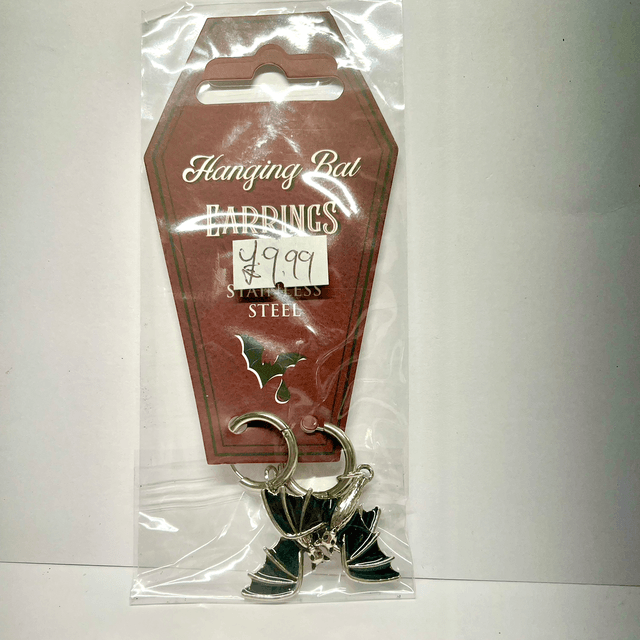 Hanging Bat
EARRINGS
£9.99
STAINLESS
STEEL